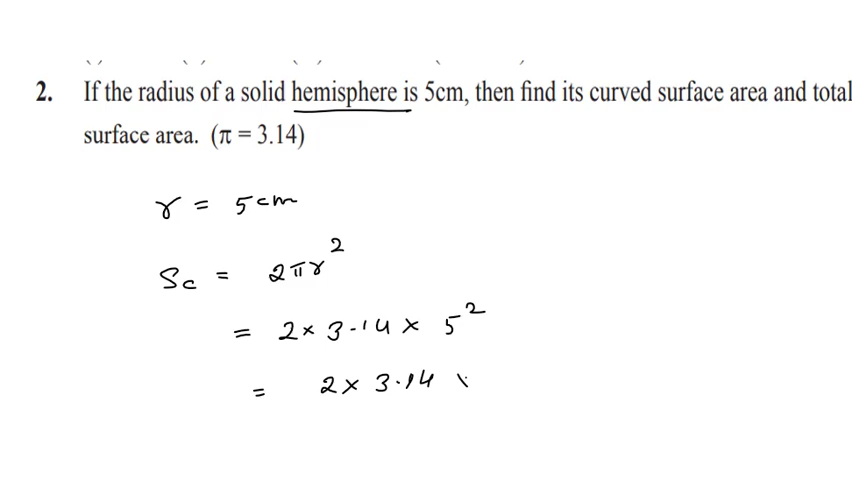 2. If the radius of a solid hemisphere is 5cm, then find its curved surface area and total
surface area. (π = 3.14)
r = 5cm
Sc = 2πr²
= 2 × 3.14 × 5²
= 2 × 3.14